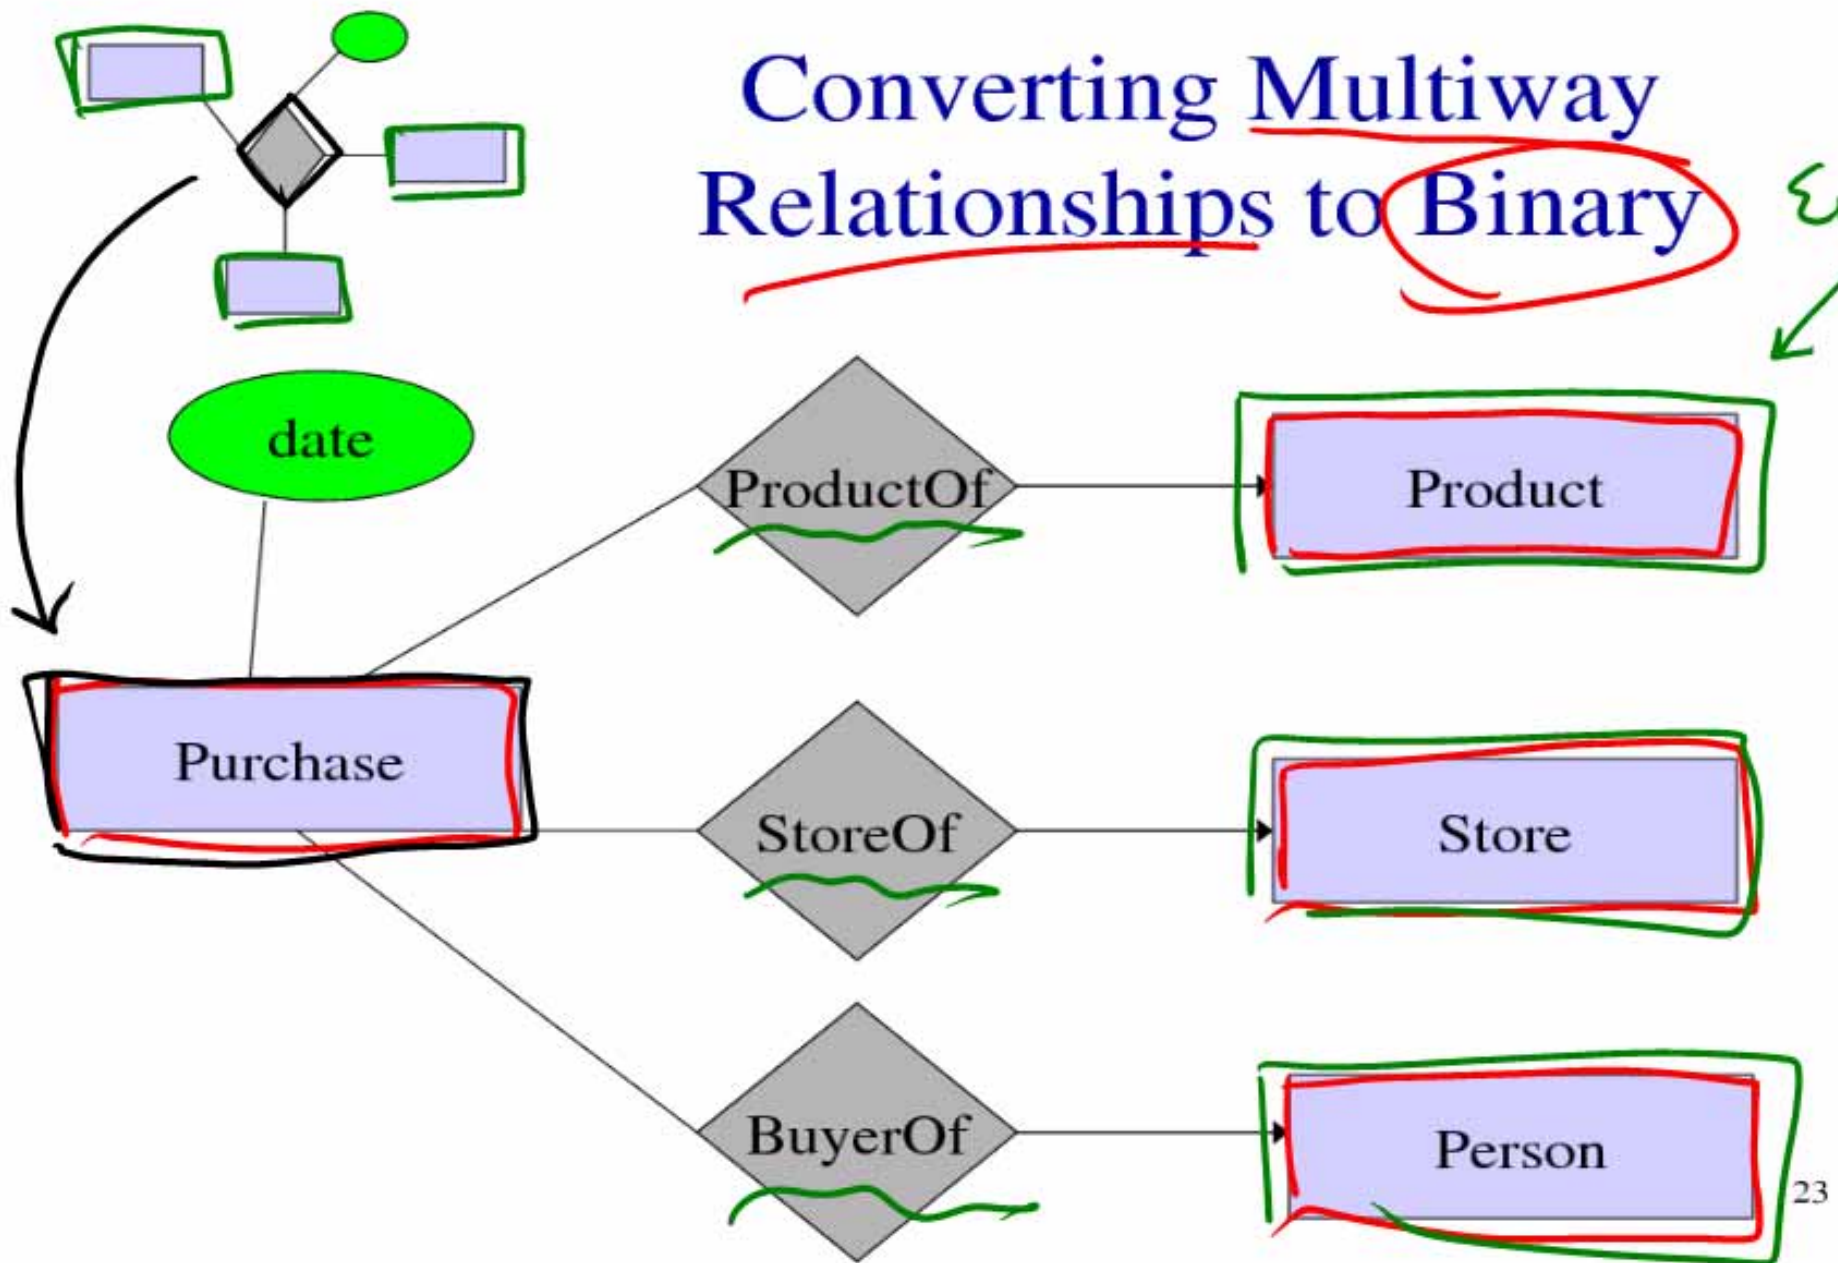 Converting Multiway
Relationships to Binary
date
ProductOf
Product
Purchase
StoreOf
Store
BuyerOf
Person
23